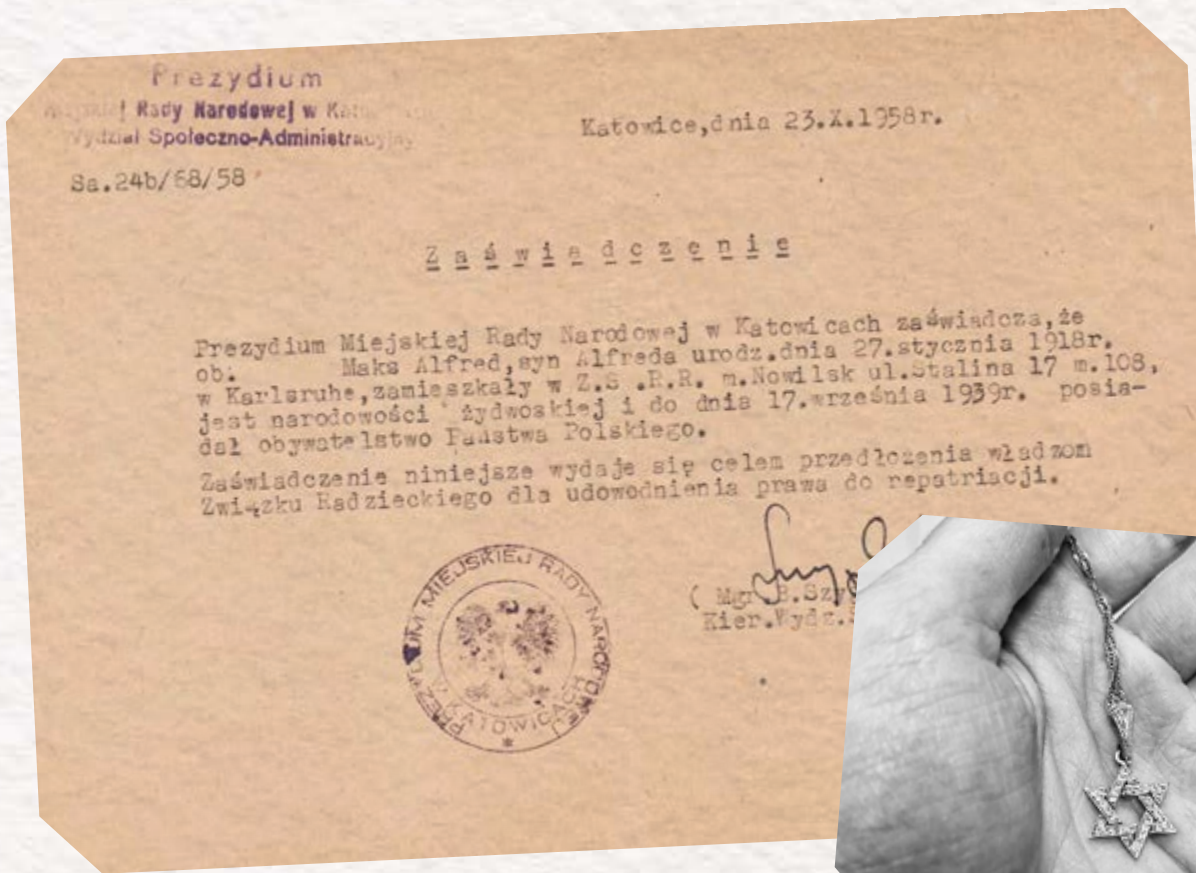 Prezydium
Rady Narodowej w
Wydział Społeczno-Administracyjny
Katowice,dnia 23.X.1958r.
Sa.24b/68/58
Zaświadczenie
Prezydium Miejskiej Rady Narodowej w Katowicach zaświadcza,że
ob. Maks Alfred,syn Alfreda urodz.dnia 27.stycznia 1918r.
w Karlsruhe,zamieszkały w Z.S .R.R. m.Nowilsk ul.Stalina 17 m.108,
jest narodowości żydwoskiej i do dnia 17.września 1939r. posia-
dał obywatelstwo Państwa Polskiego.
Zaświadczenie niniejsze wydaje się celem przedłożenia władzom
Związku Radzieckiego dla udowodnienia prawa do repatriacji.
( Mgr B.Szy
Kier.Wydz.
PREZYDIUM MIEJSKIEJ RADY NARODOWEJ
W KATOWICACH